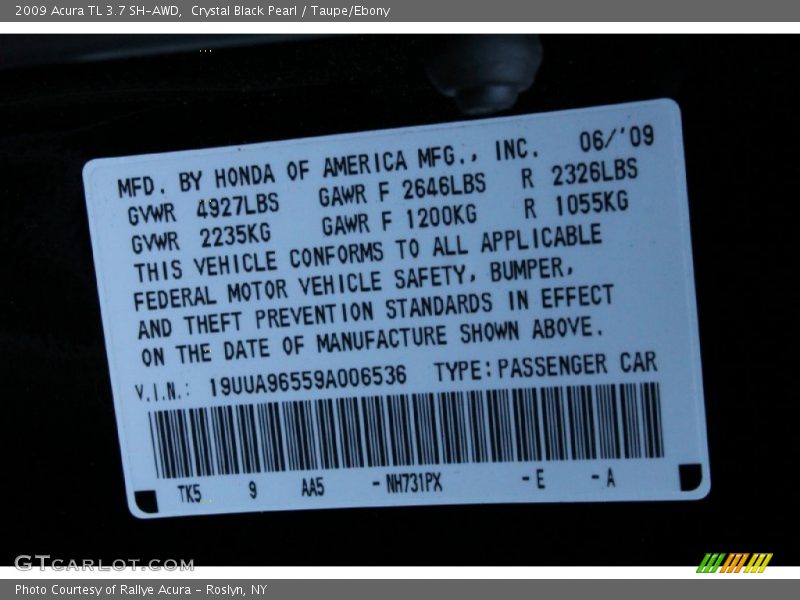 2009 Acura TL 3.7 SH-AWD,  Crystal Black Pearl / Taupe/Ebony
MFD. BY HONDA OF AMERICA MFG., INC. 06/'09
GVWR 4927LBS GAWR F 2646LBS R 2326LBS
GVWR 2235KG GAWR F 1200KG R 1055KG
THIS VEHICLE CONFORMS TO ALL APPLICABLE
FEDERAL MOTOR VEHICLE SAFETY, BUMPER,
AND THEFT PREVENTION STANDARDS IN EFFECT
ON THE DATE OF MANUFACTURE SHOWN ABOVE.
V.I.N.: 19UUA96559A006536 TYPE:PASSENGER CAR
TK5 9 AA5 -NH731PX -E -A
GTCARLOT.COM
Photo Courtesy of Rallye Acura - Roslyn, NY